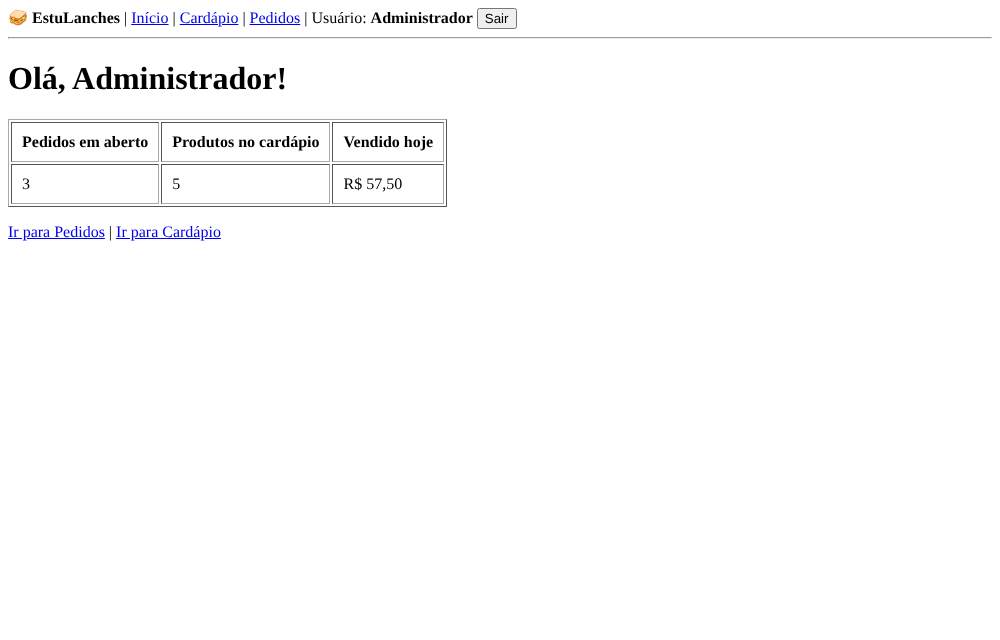 EstuLanches | Início | Cardápio | Pedidos | Usuário: Administrador Sair
Olá, Administrador!
Pedidos em aberto Produtos no cardápio Vendido hoje
3 5 R$ 57,50
Ir para Pedidos | Ir para Cardápio